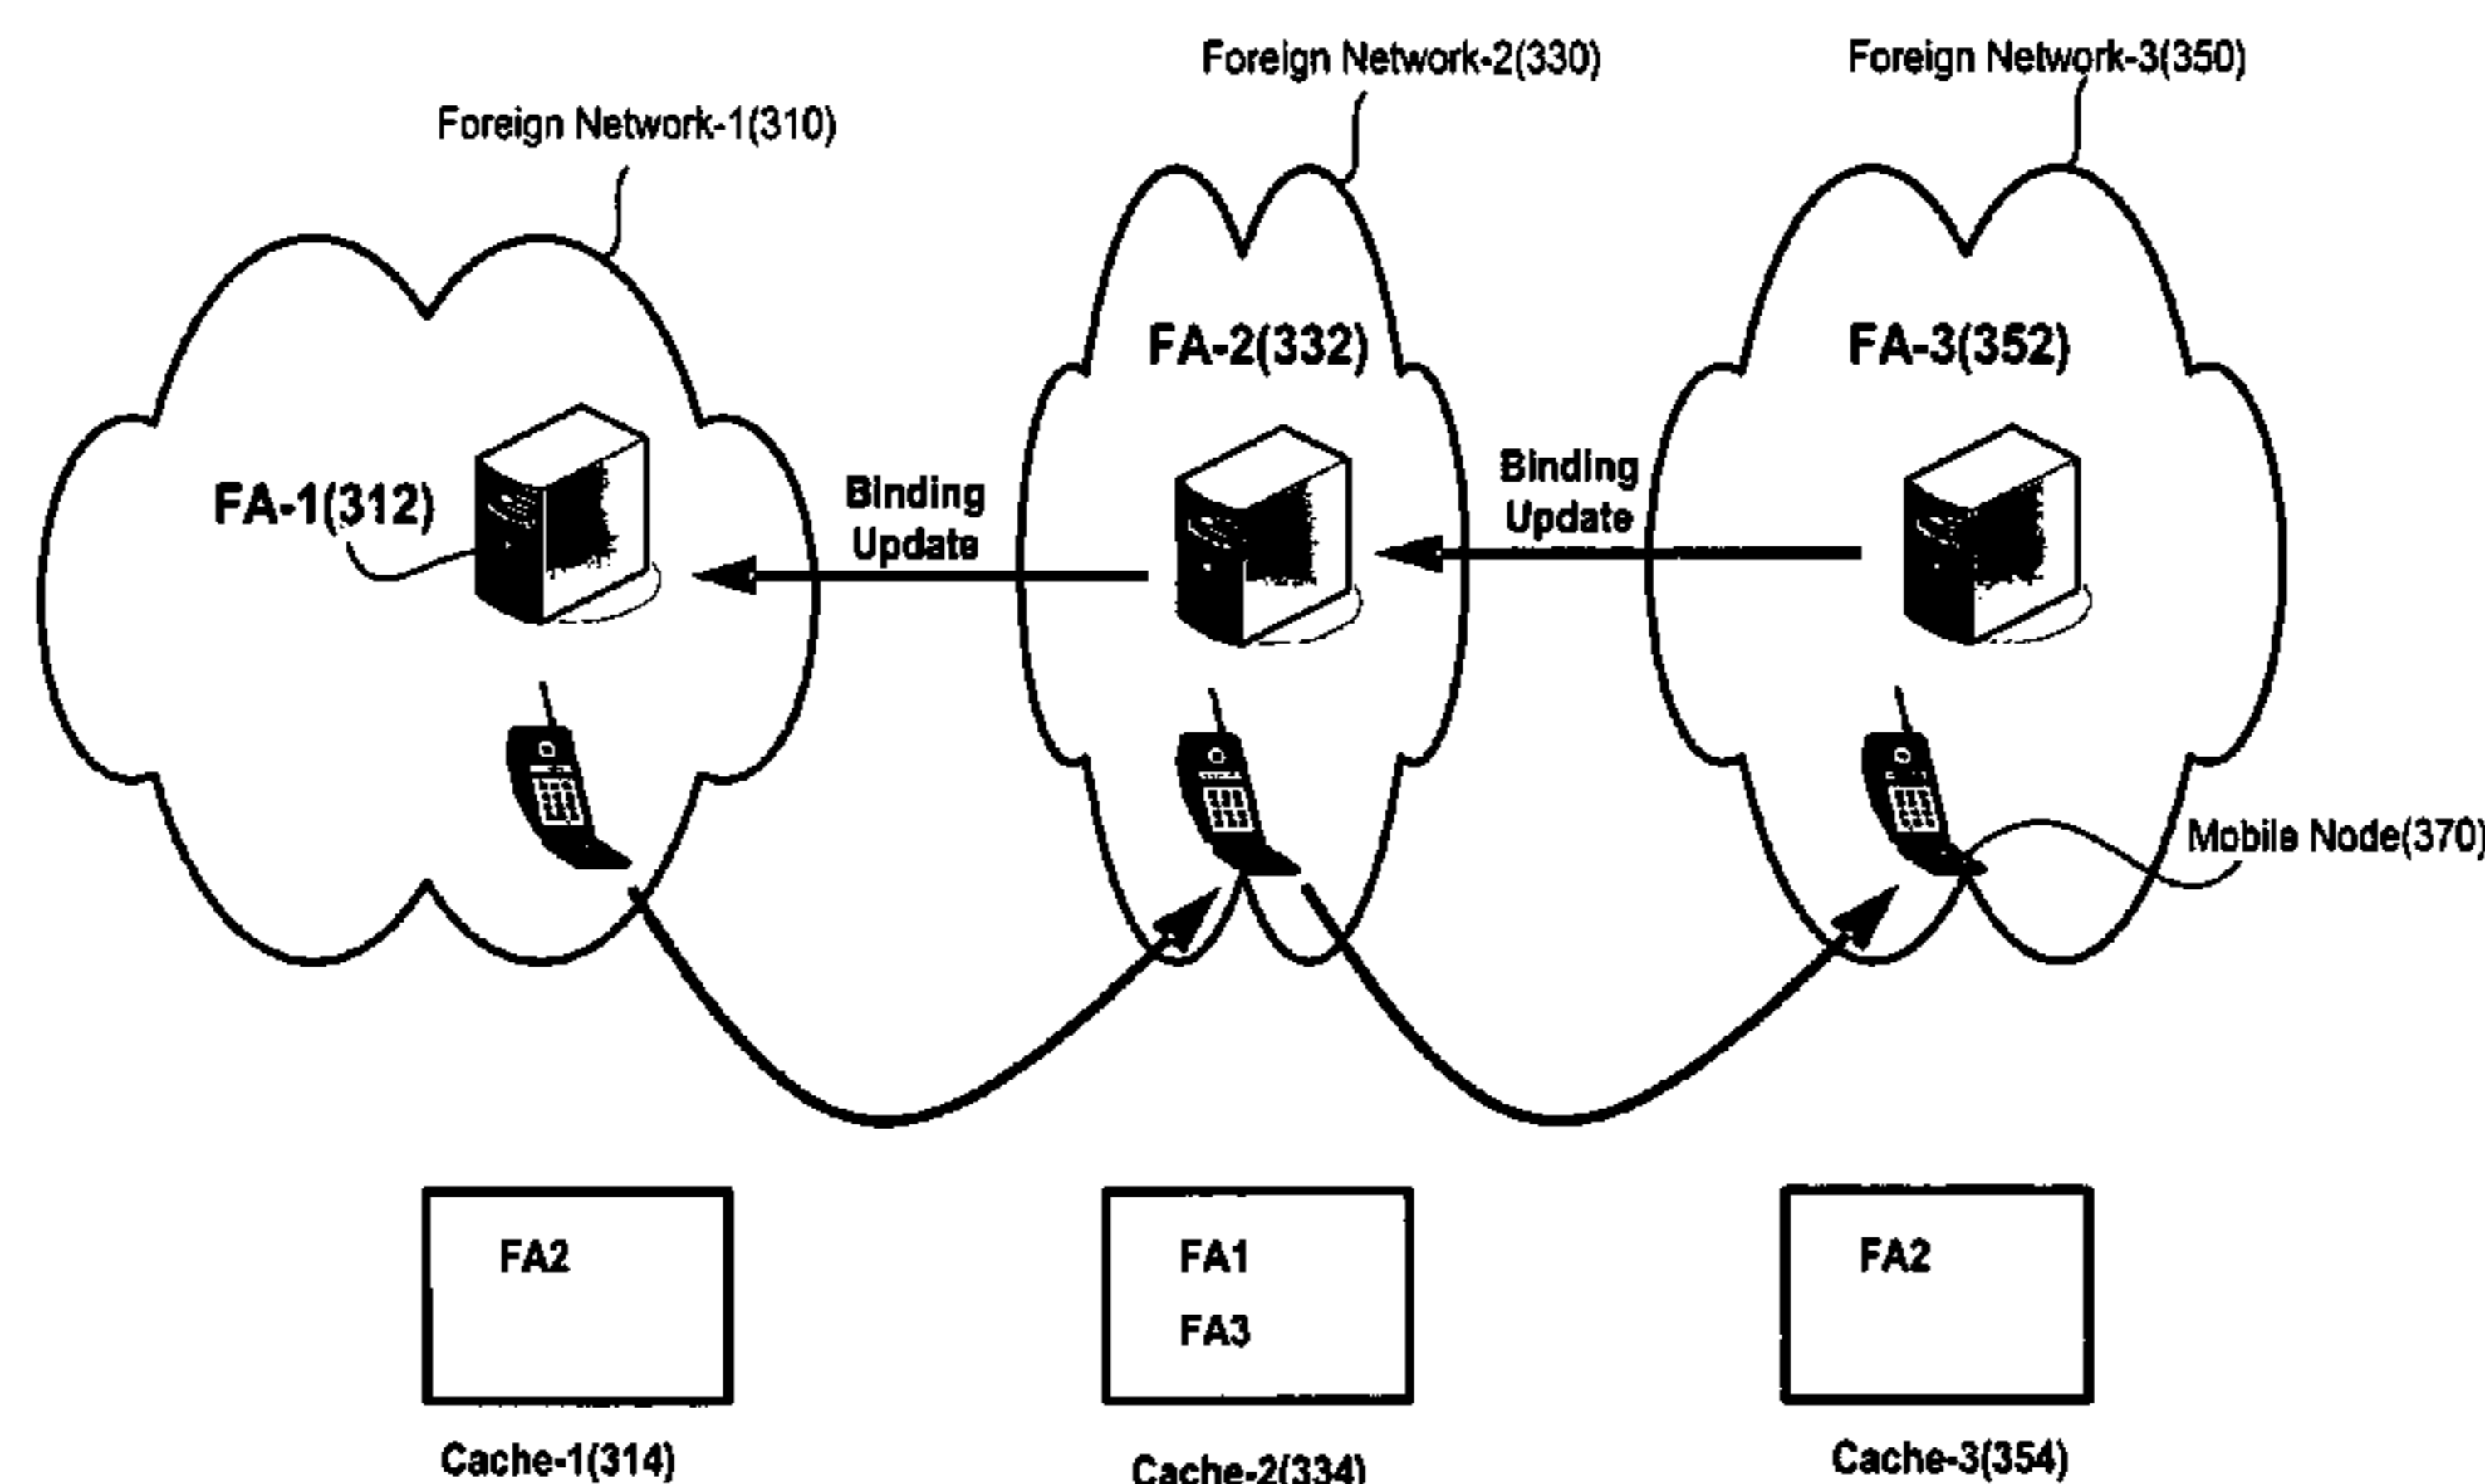 Foreign Network-1(310)
Foreign Network-2(330)
Foreign Network-3(350)
FA-1(312)
FA-2(332)
FA-3(352)
Binding
Update
Binding
Update
Mobile Node(370)
FA2
FA1
FA3
FA2
Cache-1(314)
Cache-2(334)
Cache-3(354)